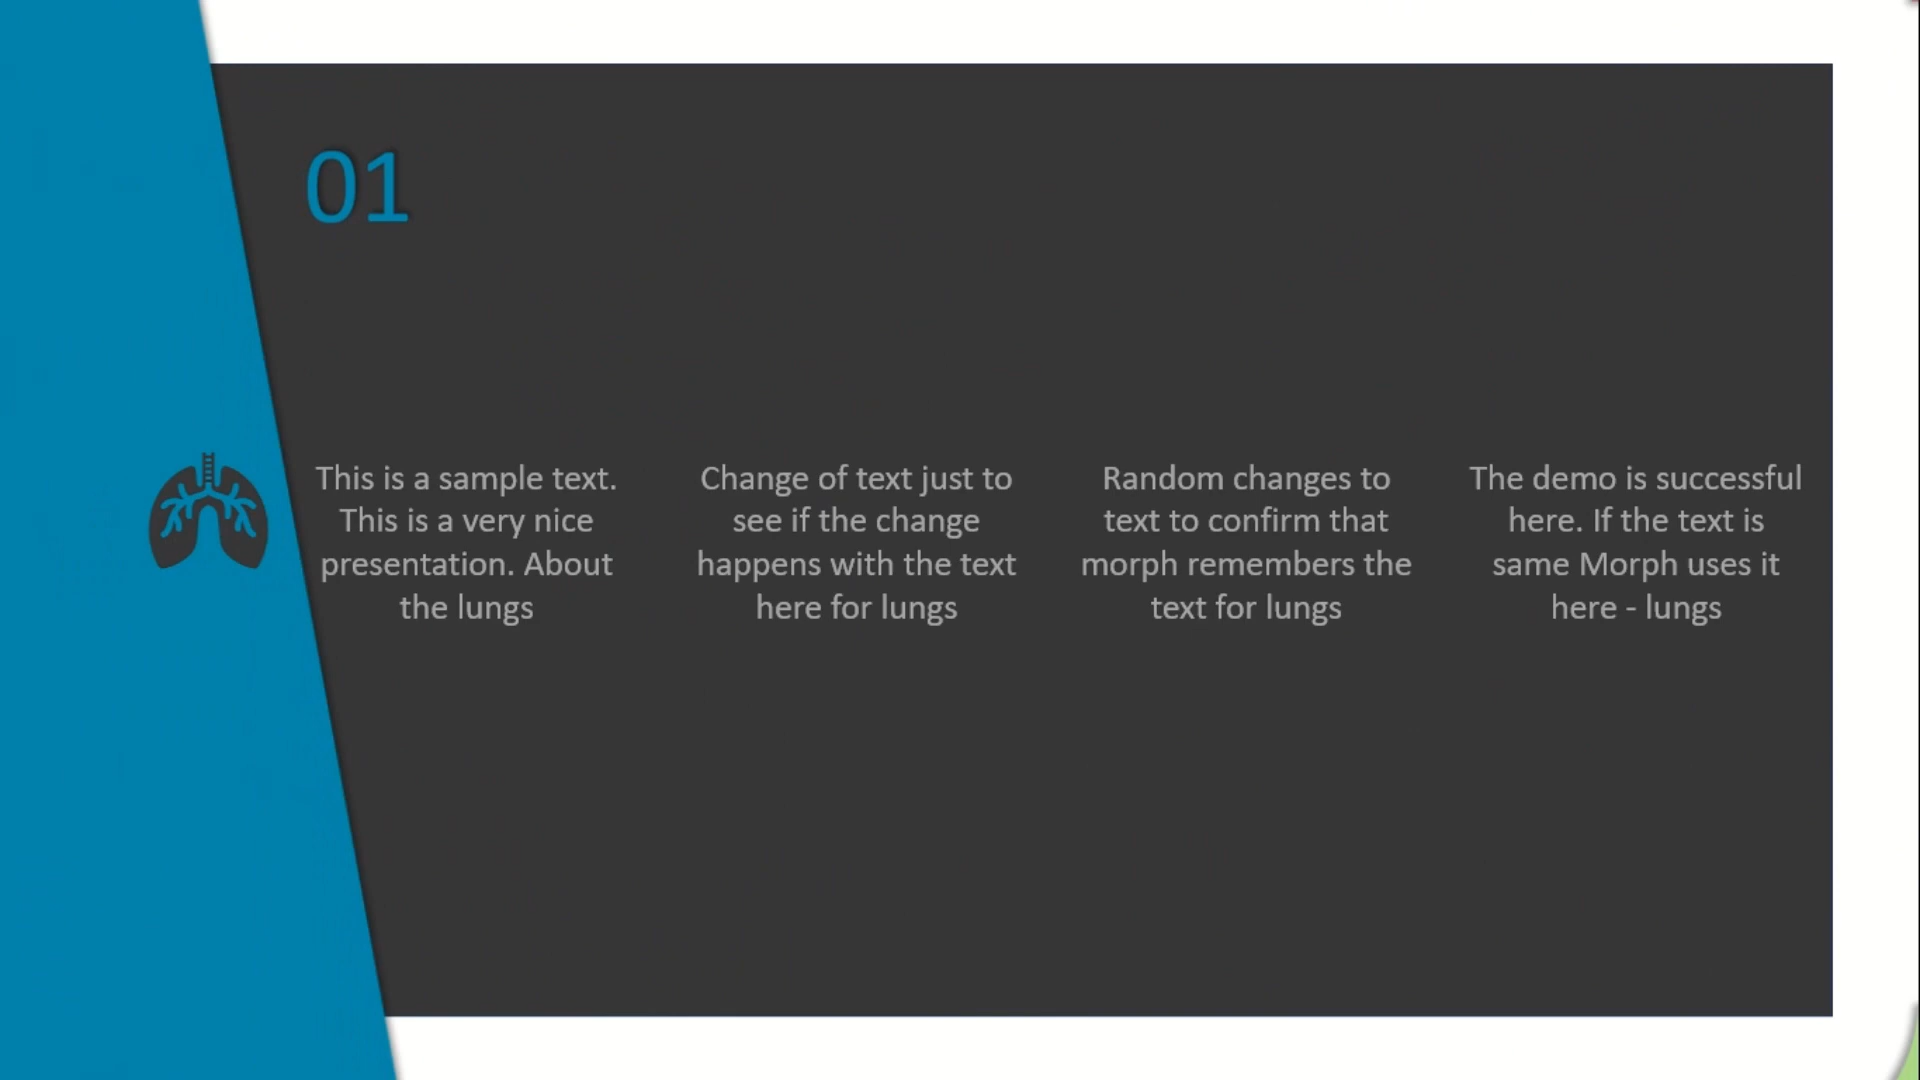 01
This is a sample text.
This is a very nice
presentation. About
the lungs
Change of text just to
see if the change
happens with the text
here for lungs
Random changes to
text to confirm that
morph remembers the
text for lungs
The demo is successful
here. If the text is
same Morph uses it
here - lungs